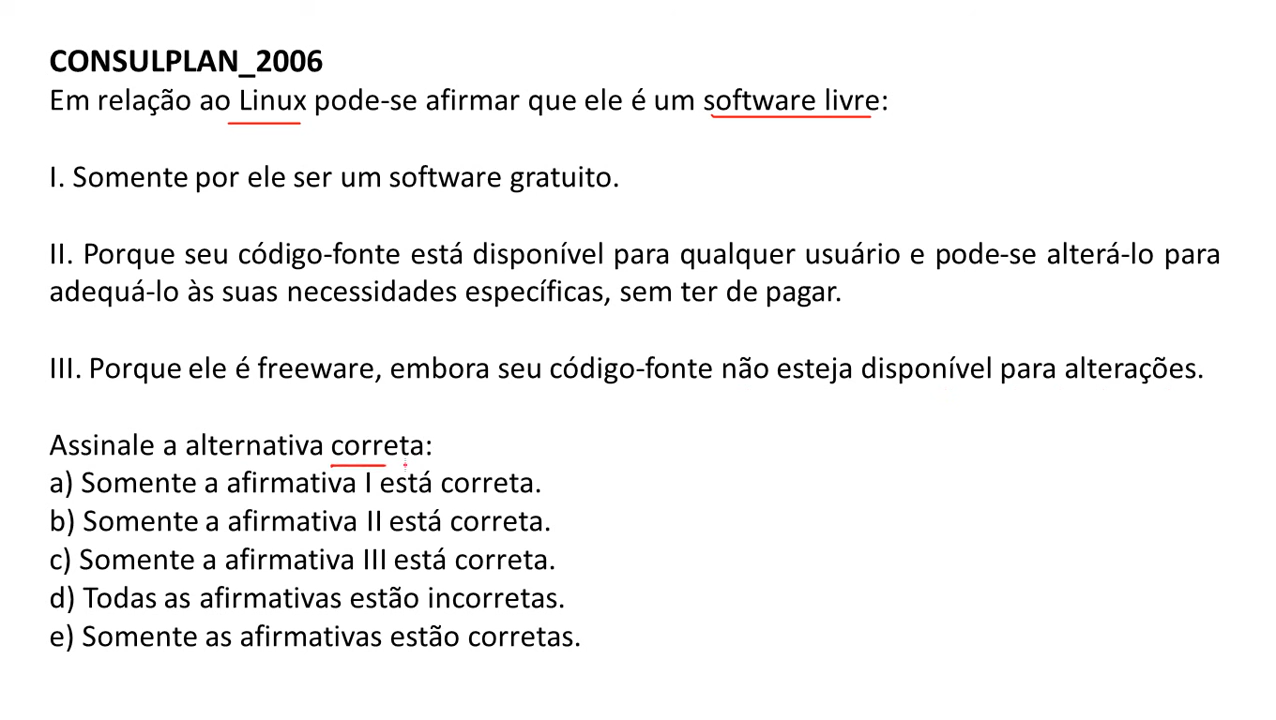 CONSULPLAN_2006
Em relação ao Linux pode-se afirmar que ele é um software livre:
I. Somente por ele ser um software gratuito.
II. Porque seu código-fonte está disponível para qualquer usuário e pode-se alterá-lo para
adequá-lo às suas necessidades específicas, sem ter de pagar.
III. Porque ele é freeware, embora seu código-fonte não esteja disponível para alterações.
Assinale a alternativa correta:
a) Somente a afirmativa I está correta.
b) Somente a afirmativa II está correta.
c) Somente a afirmativa III está correta.
d) Todas as afirmativas estão incorretas.
e) Somente as afirmativas estão corretas.